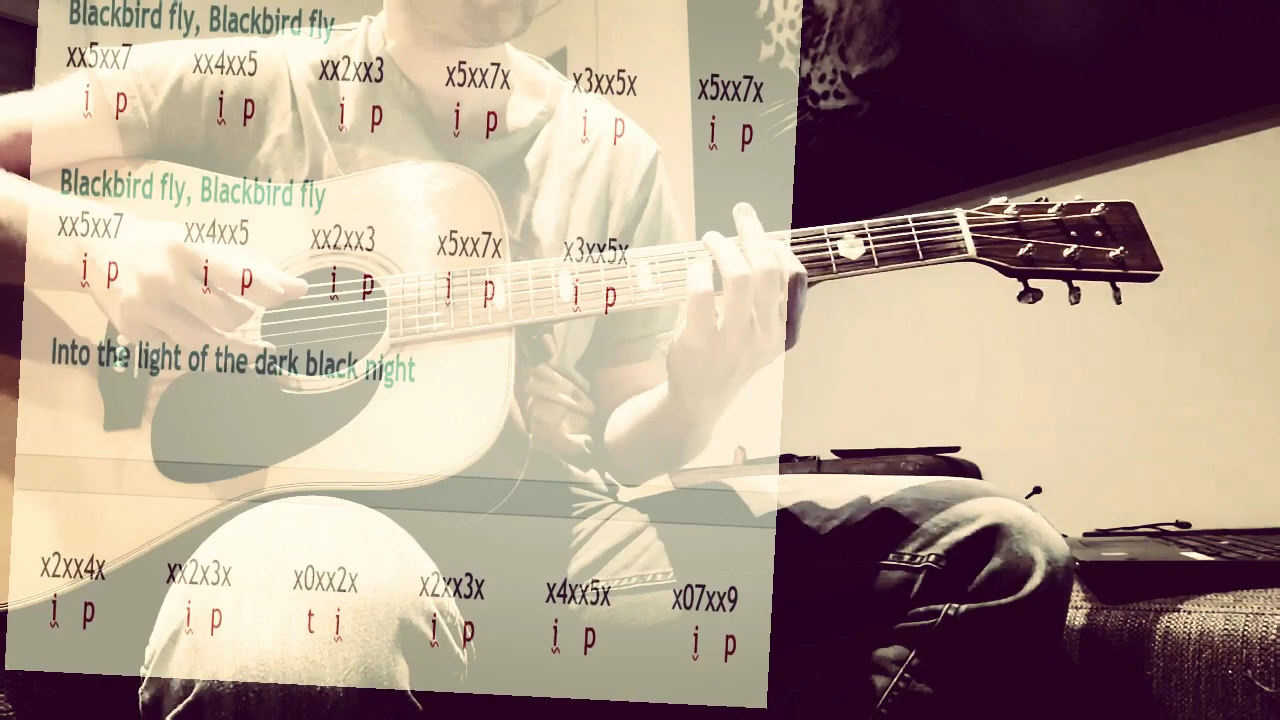 Blackbird fly, Blackbird fly
xx5xx7 xx4xx5 xx2xx3 x5xx7x x3xx5x x5xx7x
i p i p i p i p i p i p
Blackbird fly, Blackbird fly
xx5xx7 xx4xx5 xx2xx3 x5xx7x x3xx5x
i p i p i p i p i p
Into the light of the dark black night
x2xx4x xx2x3x x0xx2x x2xx3x x4xx5x x07xx9
i p i p t i i p i p i p